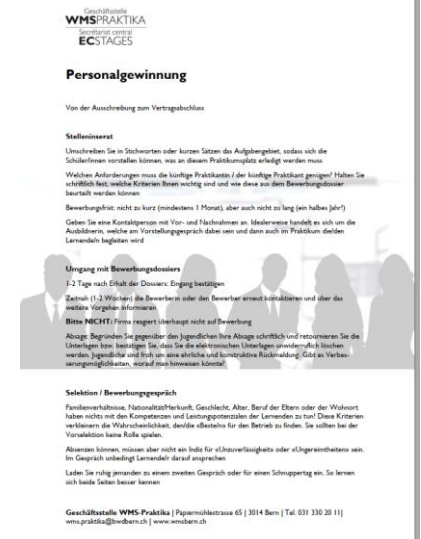 Geschäftsstelle
WMSPRAKTIKA
Secrétariat central
ECSTAGES
Personalgewinnung
Von der Ausschreibung zum Vertragsabschluss
Stelleninserat
Umschreiben Sie in Stichworten oder kurzen Sätzen das Aufgabengebiet, sodass sich die
Schüler/innen vorstellen können, was an diesem Praktikumsplatz erledigt werden muss
Welchen Anforderungen muss die künftige Praktikantin / der künftige Praktikant genügen? Halten Sie
schriftlich fest, welche Kriterien Ihnen wichtig sind und wie diese aus dem Bewerbungsdossier
beurteilt werden können
Bewerbungsfrist: nicht zu kurz (mindestens 1 Monat), aber auch nicht zu lang (ein halbes Jahr!)
Geben Sie eine Kontaktperson mit Vor- und Nachnahmen an. Idealerweise handelt es sich um die
Ausbildnerin, welche am Vorstellungsgespräch dabei sein und dann auch im Praktikum die/den
Lernende/n begleiten wird
Umgang mit Bewerbungsdossiers
1-2 Tage nach Erhalt der Dossiers: Eingang bestätigen
Zeitnah (1-2 Wochen) die Bewerberin oder den Bewerber erneut kontaktieren und über das
weitere Vorgehen informieren
Bitte NICHT: Firma reagiert überhaupt nicht auf Bewerbung
Absage: Begründen Sie gegenüber den Jugendlichen Ihre Absage schriftlich und retournieren Sie die
Unterlagen bzw. bestätigen Sie, dass Sie die elektronischen Unterlagen unwiderruflich löschen
werden. Jugendliche sind froh um eine ehrliche und konstruktive Rückmeldung. Gibt es Verbes-
serungsmöglichkeiten, worauf man hinweisen könnte?
Selektion / Bewerbungsgespräch
Familienverhältnisse, Nationalität/Herkunft, Geschlecht, Alter, Beruf der Eltern oder der Wohnort
haben nichts mit den Kompetenzen und Leistungspotenzialen der Lernenden zu tun! Diese Kriterien
verkleinern die Wahrscheinlichkeit, den/die «Beste/n» für den Betrieb zu finden. Sie sollten bei der
Vorselektion keine Rolle spielen.
Absenzen können, müssen aber nicht ein Indiz für «Unzuverlässigkeit» oder «Ungereimtheiten» sein.
Im Gespräch unbedingt Lernende/r darauf ansprechen
Laden Sie ruhig jemanden zu einem zweiten Gespräch oder für einen Schnuppertag ein. So lernen
sich beide Seiten besser kennen
Geschäftsstelle WMS-Praktika | Papiermühlestrasse 65 | 3014 Bern | Tel. 031 330 20 11|
wms.praktika@bwdbern.ch | www.wmsbern.ch